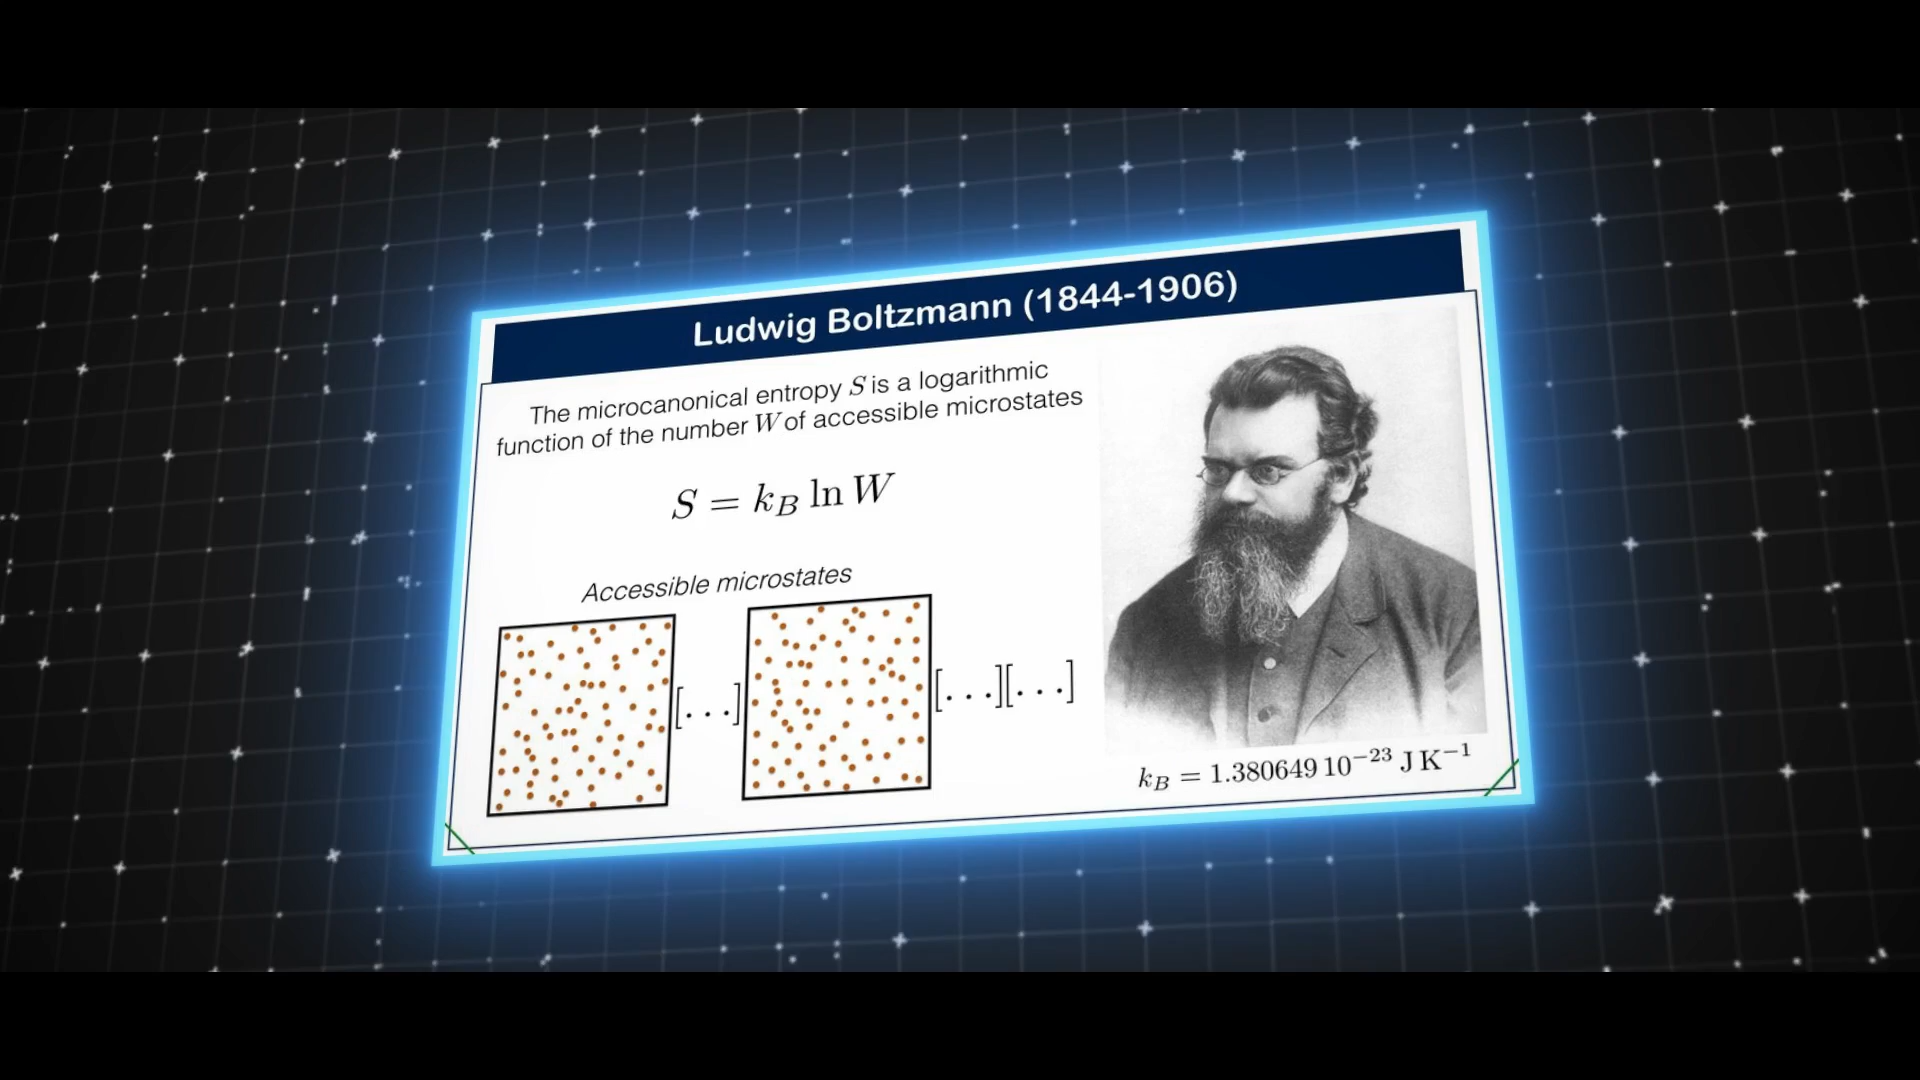 Ludwig Boltzmann (1844-1906)
The microcanonical entropy S is a logarithmic
function of the number W of accessible microstates
S = k_B ln W
Accessible microstates
[...] [...][...]
k_B = 1.380649 10^{-23} J K^{-1}